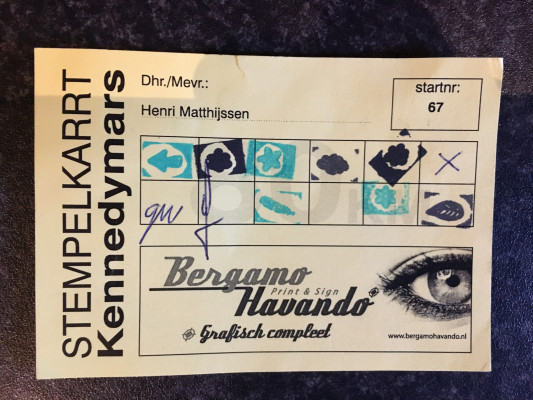 STEMPELKARRT
Kennedymars
Dhr./Mevr.:
Henri Matthijssen
startnr:
67
X
Bergamo
Print & Sign
Havando
Grafisch compleet
www.bergamohavando.nl